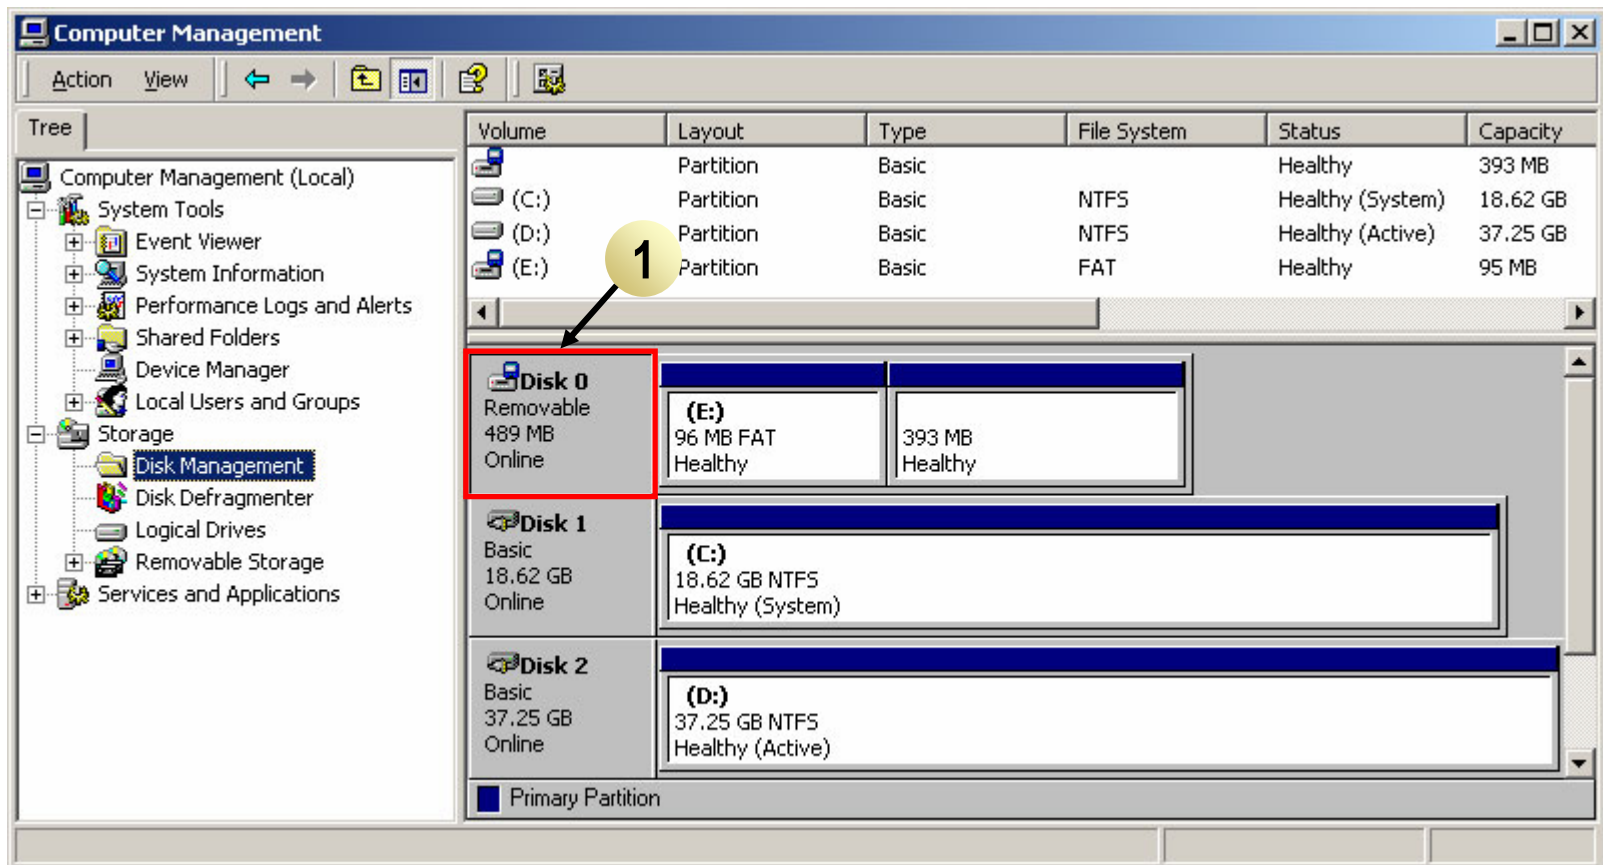 Computer Management
Action View
Tree
Computer Management (Local)
System Tools
Event Viewer
System Information
Performance Logs and Alerts
Shared Folders
Device Manager
Local Users and Groups
Storage
Disk Management
Disk Defragmenter
Logical Drives
Removable Storage
Services and Applications
Volume Layout Type File System Status Capacity
Partition Basic Healthy 393 MB
(C:) Partition Basic NTFS Healthy (System) 18.62 GB
(D:) Partition Basic NTFS Healthy (Active) 37.25 GB
(E:) Partition Basic FAT Healthy 95 MB
1
Disk 0
Removable
489 MB
Online
(E:)
96 MB FAT
Healthy
393 MB
Healthy
Disk 1
Basic
18.62 GB
Online
(C:)
18.62 GB NTFS
Healthy (System)
Disk 2
Basic
37.25 GB
Online
(D:)
37.25 GB NTFS
Healthy (Active)
Primary Partition